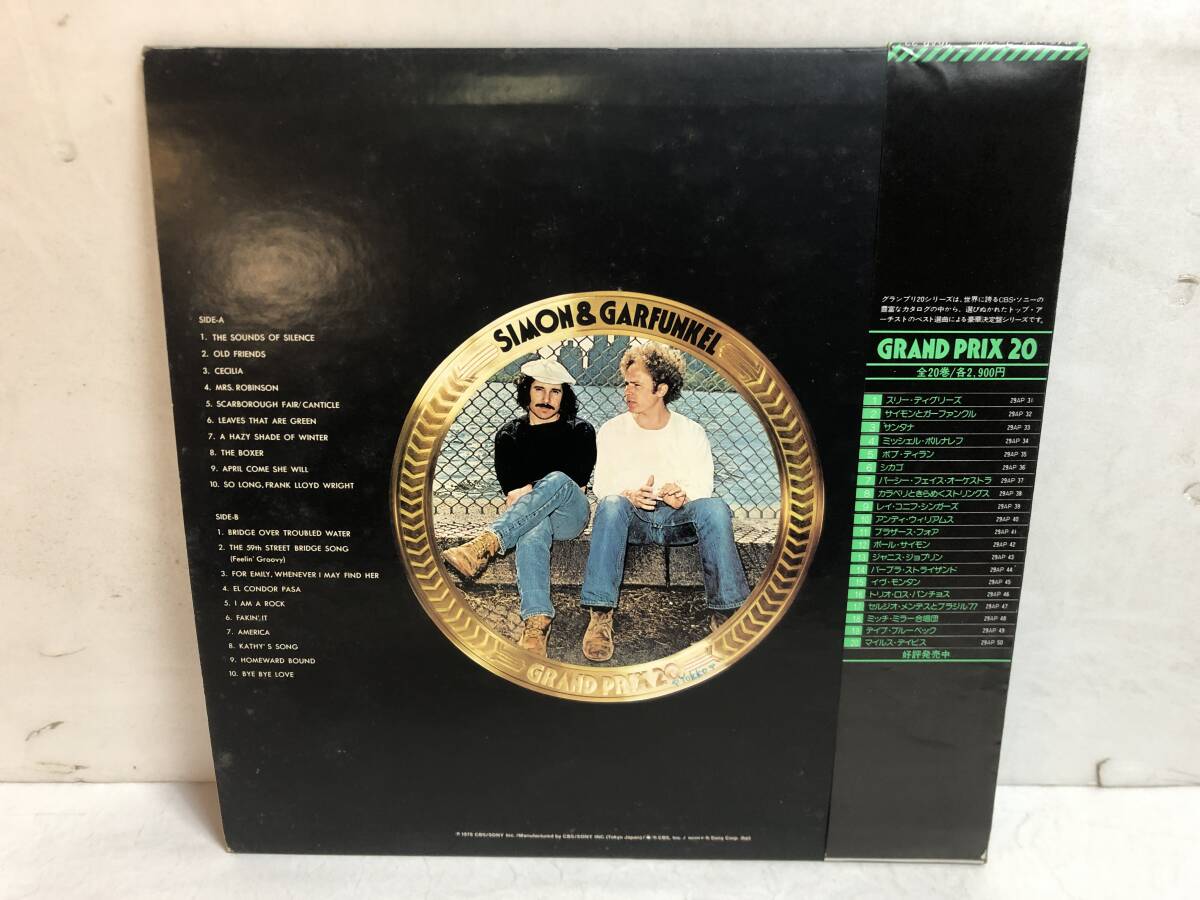 SIDE-A
1. THE SOUNDS OF SILENCE
2. OLD FRIENDS
3. CECILIA
4. MRS. ROBINSON
5. SCARBOROUGH FAIR/CANTICLE
6. LEAVES THAT ARE GREEN
7. A HAZY SHADE OF WINTER
8. THE BOXER
9. APRIL COME SHE WILL
10. SO LONG, FRANK LLOYD WRIGHT
SIDE-B
1. BRIDGE OVER TROUBLED WATER
2. THE 59th STREET BRIDGE SONG
(Feelin' Groovy)
3. FOR EMILY, WHENEVER I MAY FIND HER
4. EL CONDOR PASA
5. I AM A ROCK
6. FAKIN', IT
7. AMERICA
8. KATHY'S SONG
9. HOMEWARD BOUND
10. BYE BYE LOVE
SIMON & GARFUNKEL
GRAND PRIX 20
℗ 1976 CBS/SONY Inc. /Manufactured by CBS/SONY INC (Tokyo Japan)
グランプリ20シリーズは、世界に誇るCBS・ソニーの
豊富なカタログの中から、選びぬかれたトップ・ア
ーチストのベスト選曲による豪華決定盤シリーズです。
GRAND PRIX 20
全20巻/各2,900円
1 スリー・ディグリーズ 29AP 31
2 サイモンとガーファンクル 29AP 32
3 サンタナ 29AP 33
4 ミッシェル・ポルナレフ 29AP 34
5 ボブ・ディラン 29AP 35
6 シカゴ 29AP 36
7 パーシー・フェイス・オーケストラ 29AP 37
8 カラベリときらめくストリングス 29AP 38
9 レイ・コニフ・シンガーズ 29AP 39
10 アンディ・ウィリアムス 29AP 40
11 ブラザース・フォア 29AP 41
12 ポール・サイモン 29AP 42
13 ジャニス・ジョプリン 29AP 43
14 バーブラ・ストライザンド 29AP 44
15 イヴ・モンタン 29AP 45
16 トリオ・ロス・パンチョス 29AP 46
17 セルジオ・メンデスとブラジル'77 29AP 47
18 ミッチ・ミラー合唱団 29AP 48
19 デイブ・ブルーベック 29AP 49
20 マイルス・デイビス 29AP 50
好評発売中